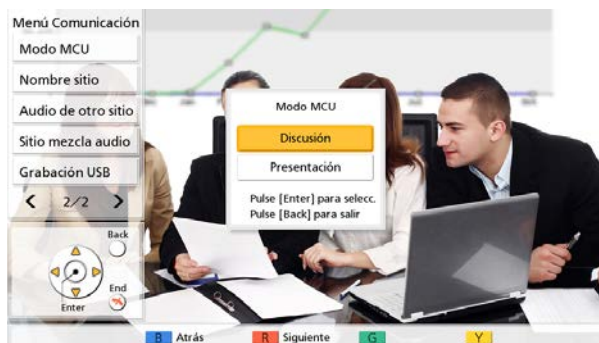 Menú Comunicación
Modo MCU
Nombre sitio
Audio de otro sitio
Sitio mezcla audio
Grabación USB
2/2
Back
End
Enter
Modo MCU
Discusión
Presentación
Pulse [Enter] para selecc.
Pulse [Back] para salir
B Atrás R Siguiente G Y